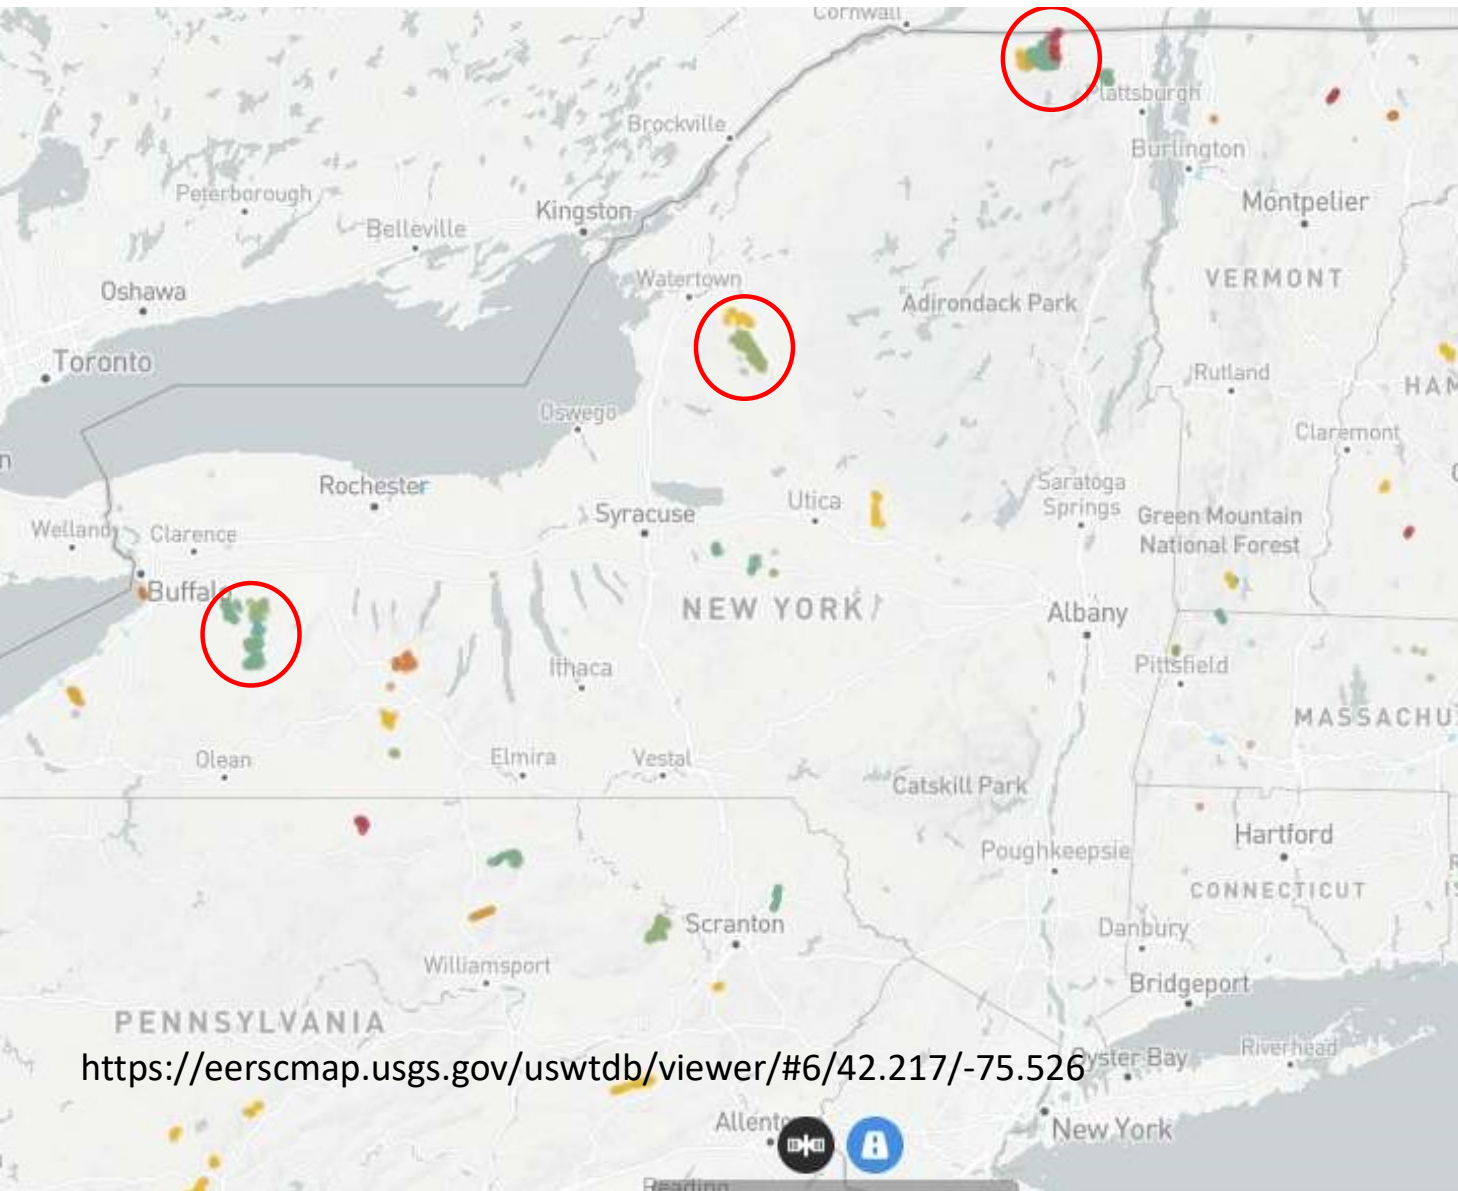 Cornwall
Plattsburgh
Brockville
Burlington
Peterborough
Kingston
Montpelier
Belleville
Watertown
VERMONT
Oshawa
Adirondack Park
Toronto
Rutland
HAM
Oswego
Claremont
n
Rochester
Saratoga
Springs
Utica
Syracuse
Green Mountain
National Forest
Welland
Clarence
Buffalo
NEW YORK
Albany
Ithaca
Pittsfield
MASSACHU
Olean
Elmira
Vestal
Catskill Park
Hartford
Poughkeepsie
CONNECTICUT
Scranton
Danbury
Williamsport
Bridgeport
PENNSYLVANIA
https://eerscmap.usgs.gov/uswtdb/viewer/#6/42.217/-75.526
Oyster Bay
Riverhead
Allento
New York
Reading